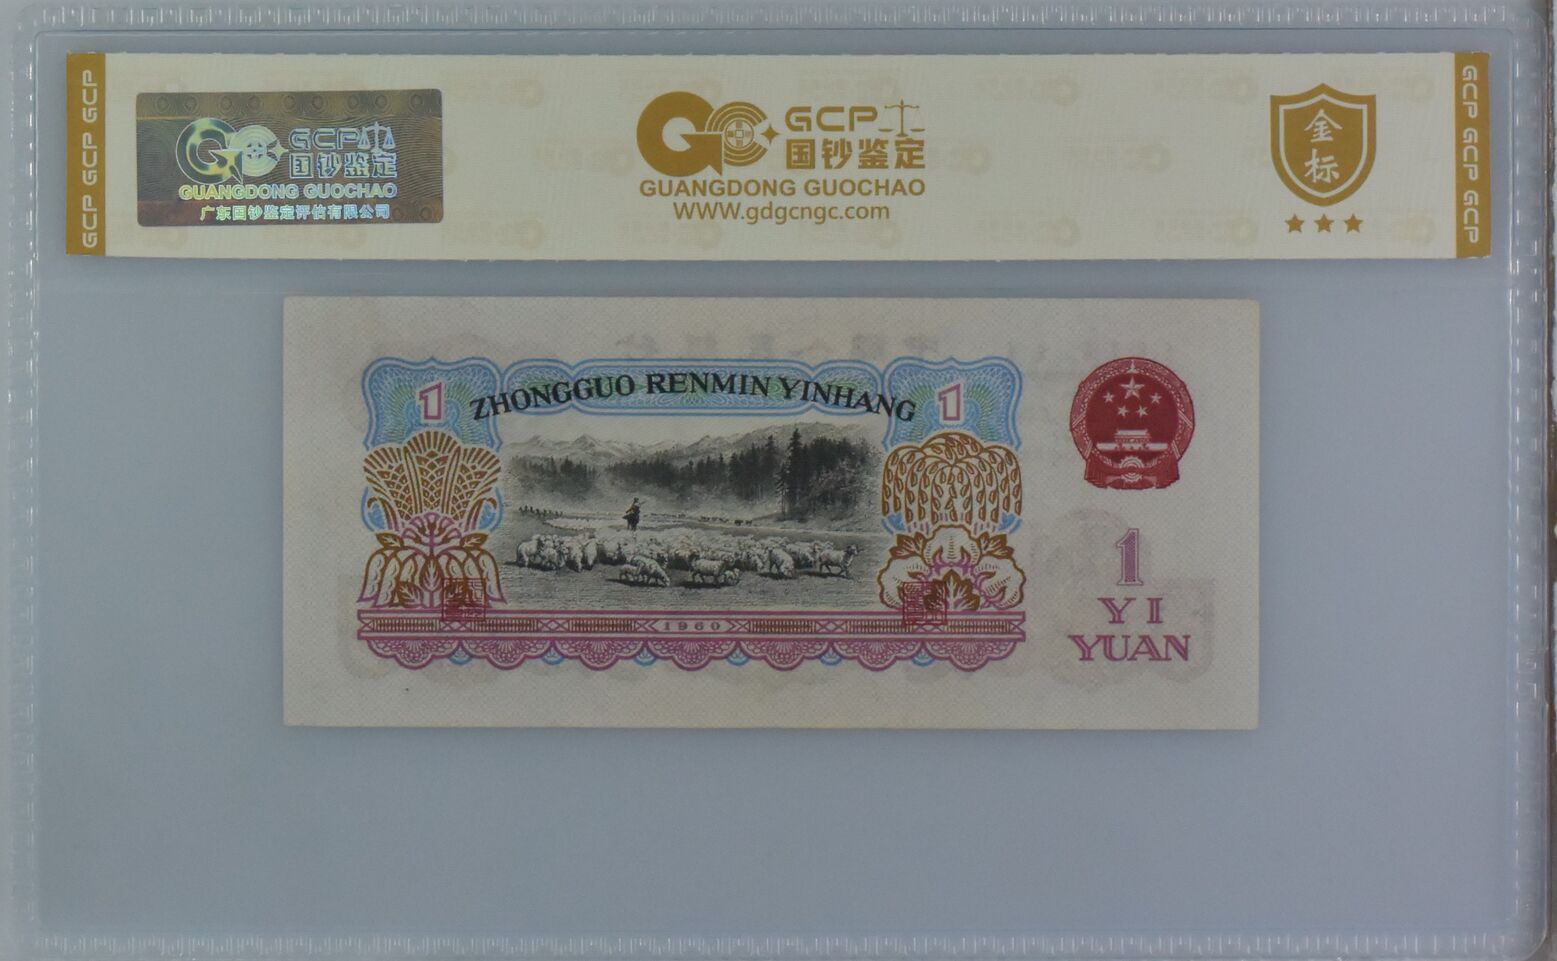 GCP GCP GCP
GCP
国钞鉴定
GUANGDONG GUOCHAO
广东国钞鉴定评估有限公司
GCP
国钞鉴定
GUANGDONG GUOCHAO
WWW.gdgcngc.com
金
标
GCP GCP GCP
1
ZHONGGUO RENMIN YINHANG
1
1960
1
YI
YUAN